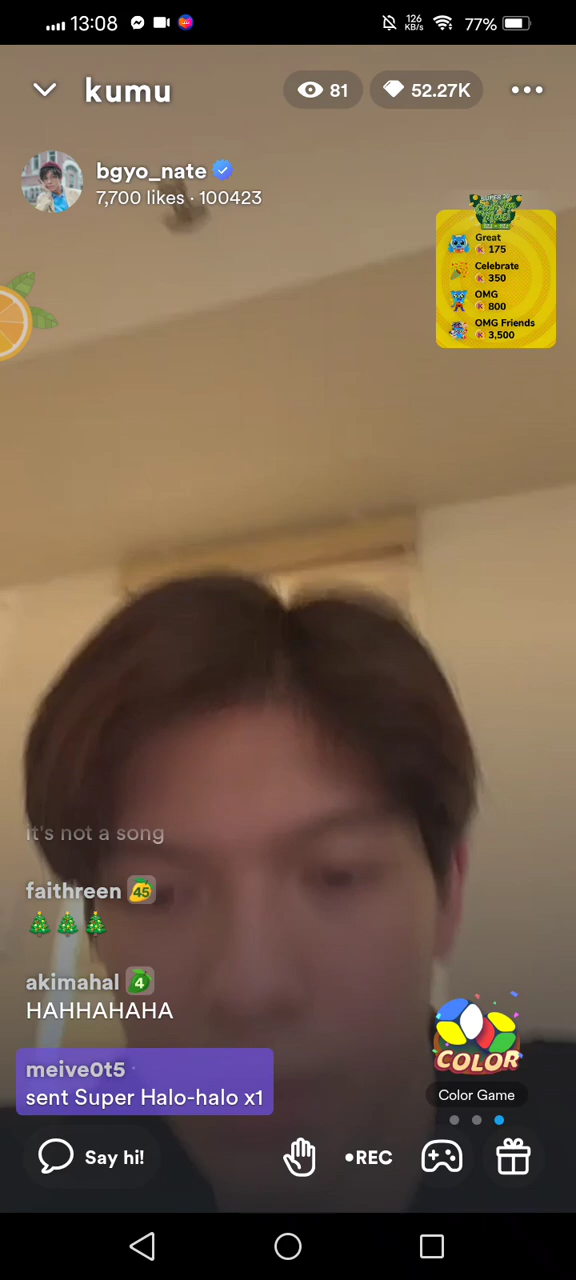 13:08
126
KB/s
77%
kumu
81
52.27K
bgyo_nate
7,700 likes · 100423
Great
K 175
Celebrate
K 350
OMG
K 800
OMG Friends
K 3,500
it's not a song
faithreen 45
akimahal 4
HAHHAHAHA
meive0t5
sent Super Halo-halo x1
COLOR
Color Game
Say hi!
•REC